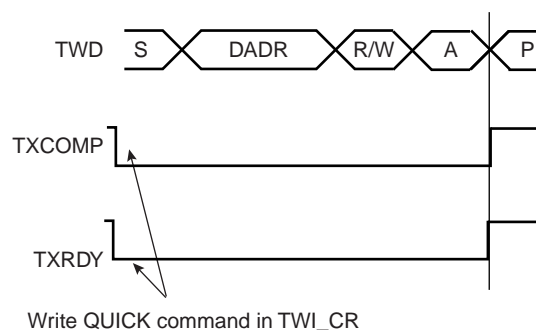 TWD S DADR R/W A P
TXCOMP
TXRDY
Write QUICK command in TWI_CR